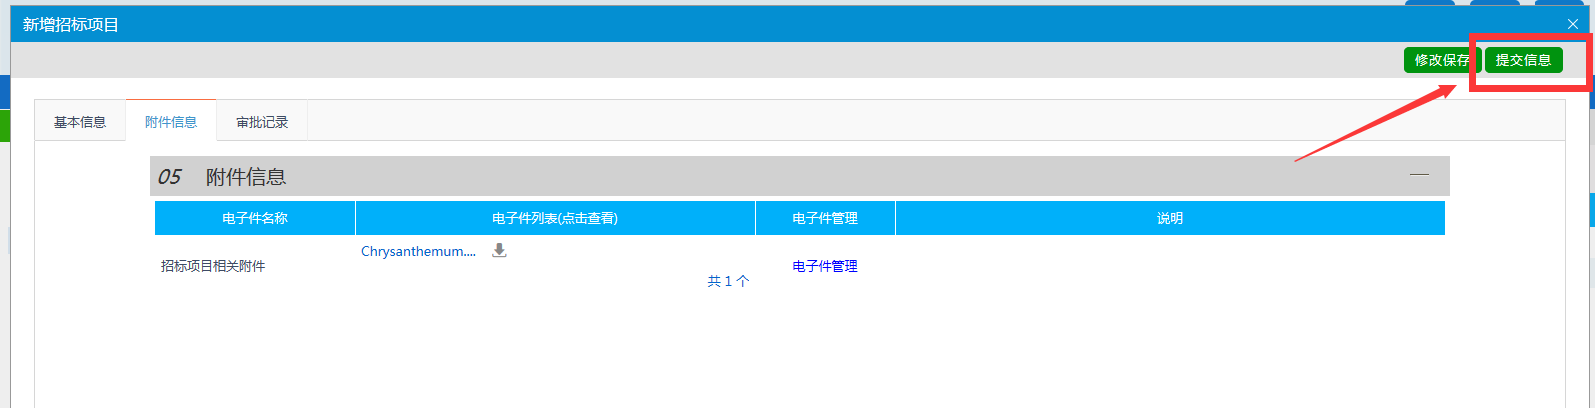 新增招标项目
修改保存 提交信息
基本信息 附件信息 审批记录
05 附件信息
电子件名称 电子件列表(点击查看) 电子件管理 说明
Chrysanthemum....
招标项目相关附件 电子件管理
共 1 个